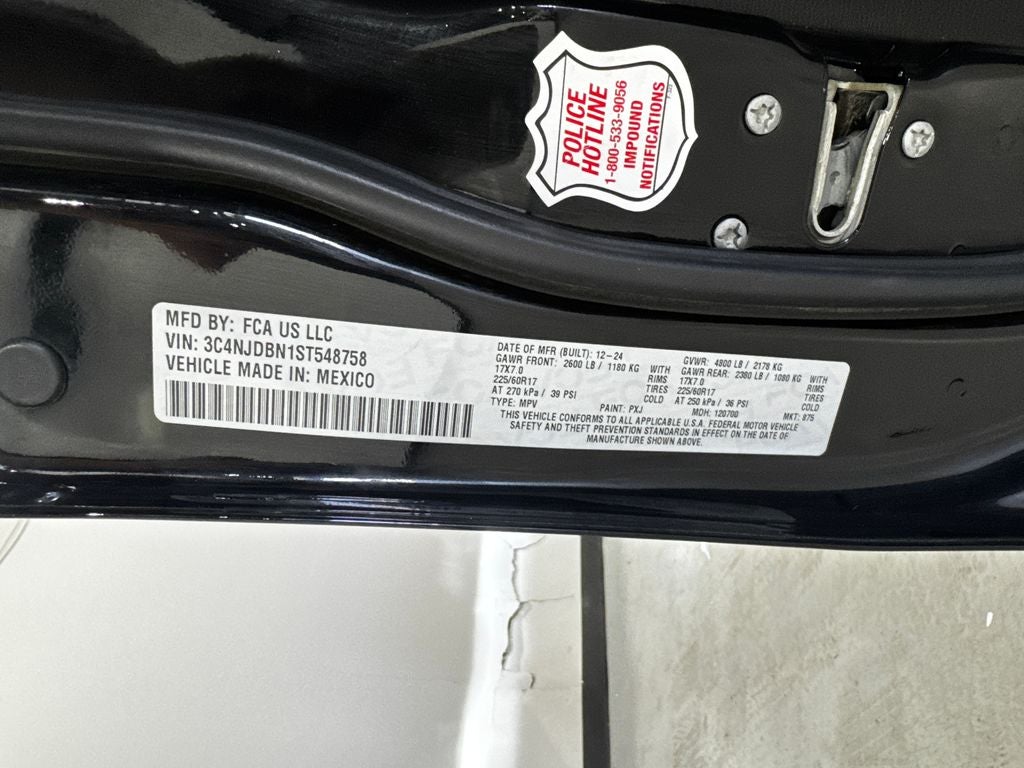 POLICE
HOTLINE
1-800-533-9056
IMPOUND
NOTIFICATIONS
MFD BY: FCA US LLC
VIN: 3C4NJDBN1ST548758
VEHICLE MADE IN: MEXICO
DATE OF MFR (BUILT): 12-24 GVWR: 4800 LB / 2178 KG
GAWR FRONT: 2600 LB / 1180 KG WITH GAWR REAR: 2380 LB / 1080 KG WITH
17X7.0 RIMS 17X7.0 RIMS
225/60R17 TIRES 225/60R17 TIRES
AT 270 kPa / 39 PSI COLD AT 250 kPa / 36 PSI COLD
TYPE: MPV PAINT: PXJ MDH: 120700 MKT: 875
THIS VEHICLE CONFORMS TO ALL APPLICABLE U.S.A. FEDERAL MOTOR VEHICLE
SAFETY AND THEFT PREVENTION STANDARDS IN EFFECT ON THE DATE OF
MANUFACTURE SHOWN ABOVE.